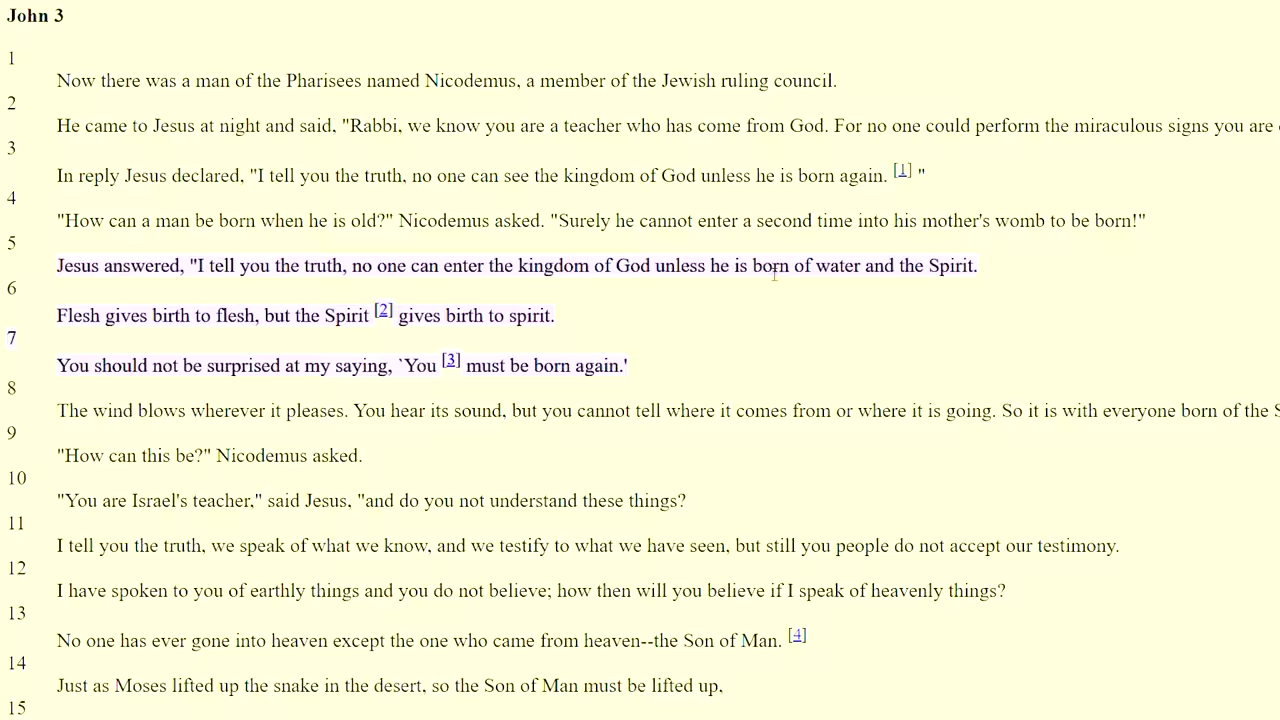 John 3
1
Now there was a man of the Pharisees named Nicodemus, a member of the Jewish ruling council.
2
He came to Jesus at night and said, "Rabbi, we know you are a teacher who has come from God. For no one could perform the miraculous signs you are
3
In reply Jesus declared, "I tell you the truth, no one can see the kingdom of God unless he is born again. [1] "
4
"How can a man be born when he is old?" Nicodemus asked. "Surely he cannot enter a second time into his mother's womb to be born!"
5
Jesus answered, "I tell you the truth, no one can enter the kingdom of God unless he is born of water and the Spirit.
6
Flesh gives birth to flesh, but the Spirit [2] gives birth to spirit.
7
You should not be surprised at my saying, `You [3] must be born again.'
8
The wind blows wherever it pleases. You hear its sound, but you cannot tell where it comes from or where it is going. So it is with everyone born of the
9
"How can this be?" Nicodemus asked.
10
"You are Israel's teacher," said Jesus, "and do you not understand these things?
11
I tell you the truth, we speak of what we know, and we testify to what we have seen, but still you people do not accept our testimony.
12
I have spoken to you of earthly things and you do not believe; how then will you believe if I speak of heavenly things?
13
No one has ever gone into heaven except the one who came from heaven--the Son of Man. [4]
14
Just as Moses lifted up the snake in the desert, so the Son of Man must be lifted up,
15